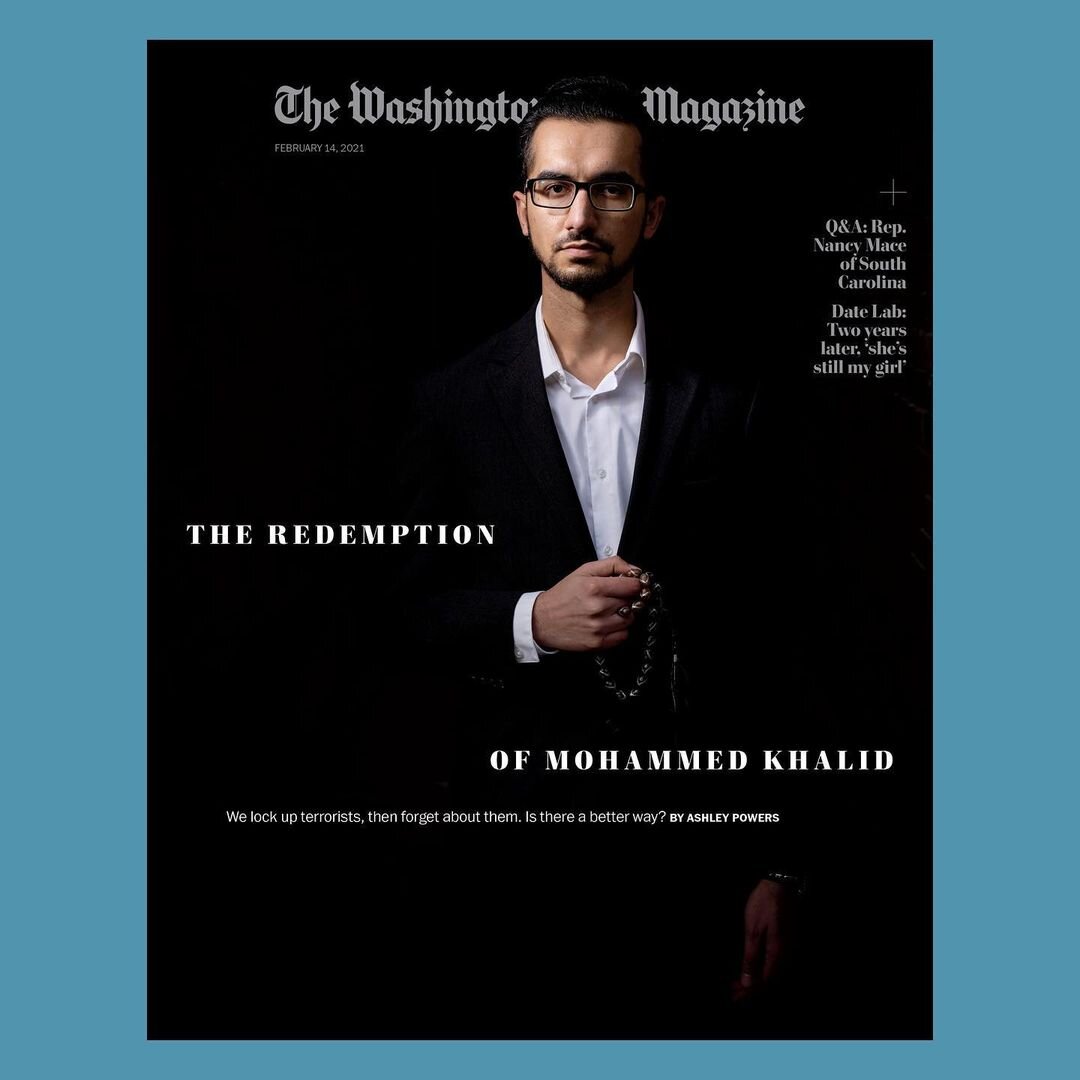 The Washington Magazine
FEBRUARY 14, 2021
Q&A: Rep.
Nancy Mace
of South
Carolina
Date Lab:
Two years
later, ‘she’s
still my girl’
THE REDEMPTION
OF MOHAMMED KHALID
We lock up terrorists, then forget about them. Is there a better way? BY ASHLEY POWERS